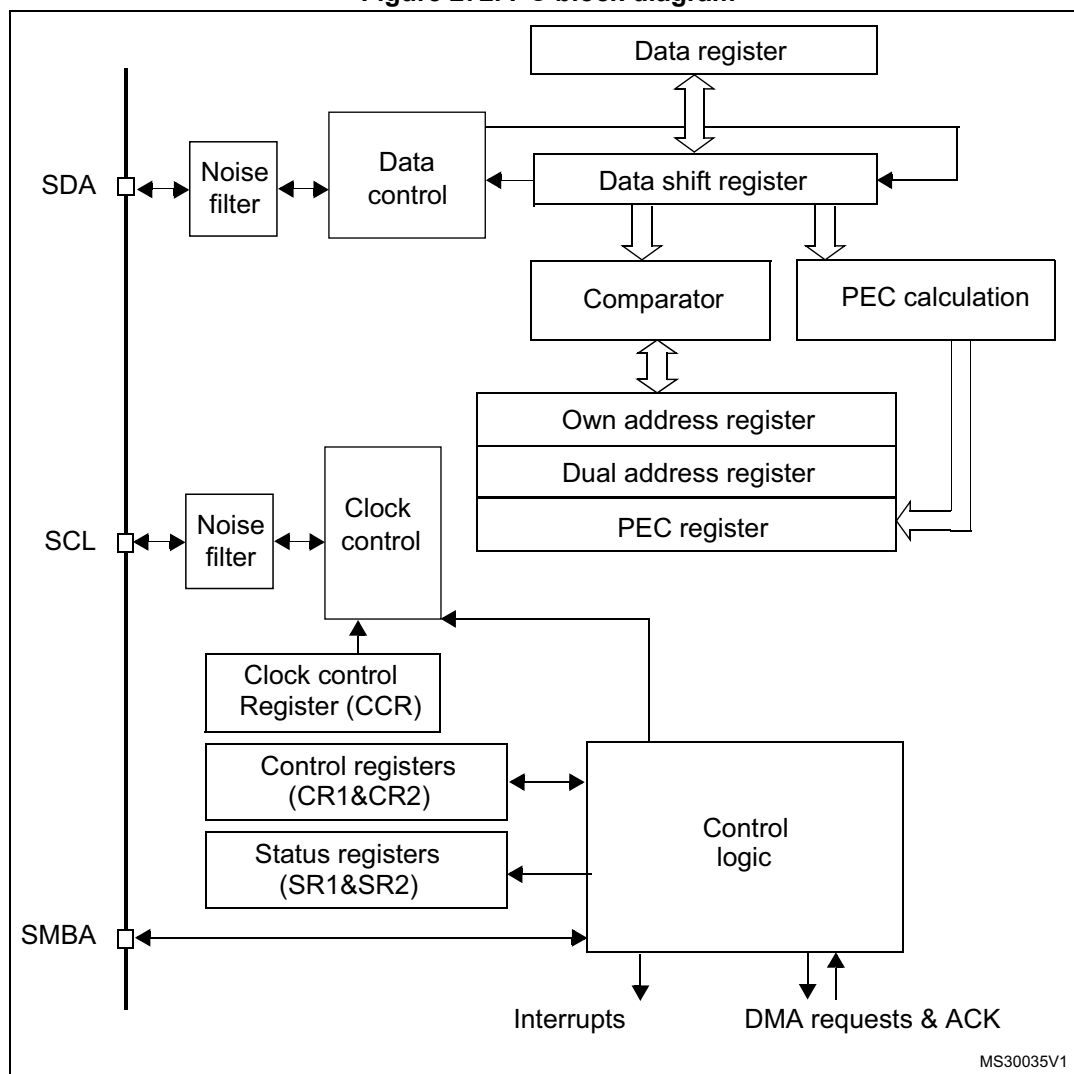 Data register
Data
control
Noise
filter
SDA
Data shift register
Comparator
PEC calculation
Own address register
Dual address register
PEC register
Clock
control
Noise
filter
SCL
Clock control
Register (CCR)
Control registers
(CR1&CR2)
Status registers
(SR1&SR2)
Control
logic
SMBA
Interrupts
DMA requests & ACK
MS30035V1